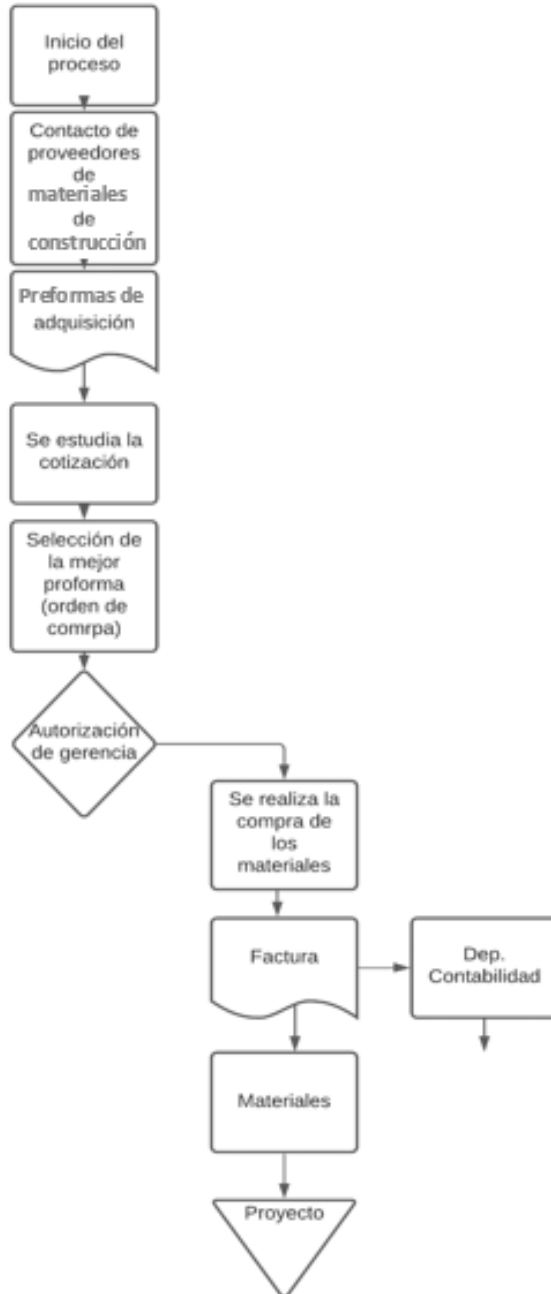 Inicio del
proceso
Contacto de
proveedores
de
materiales
de
construcción
Preformas de
adquisición
Se estudia la
cotización
Selección de
la mejor
proforma
(orden de
comrpa)
Autorización
de gerencia
Se realiza la
compra de
los
materiales
Factura
Dep.
Contabilidad
Materiales
Proyecto